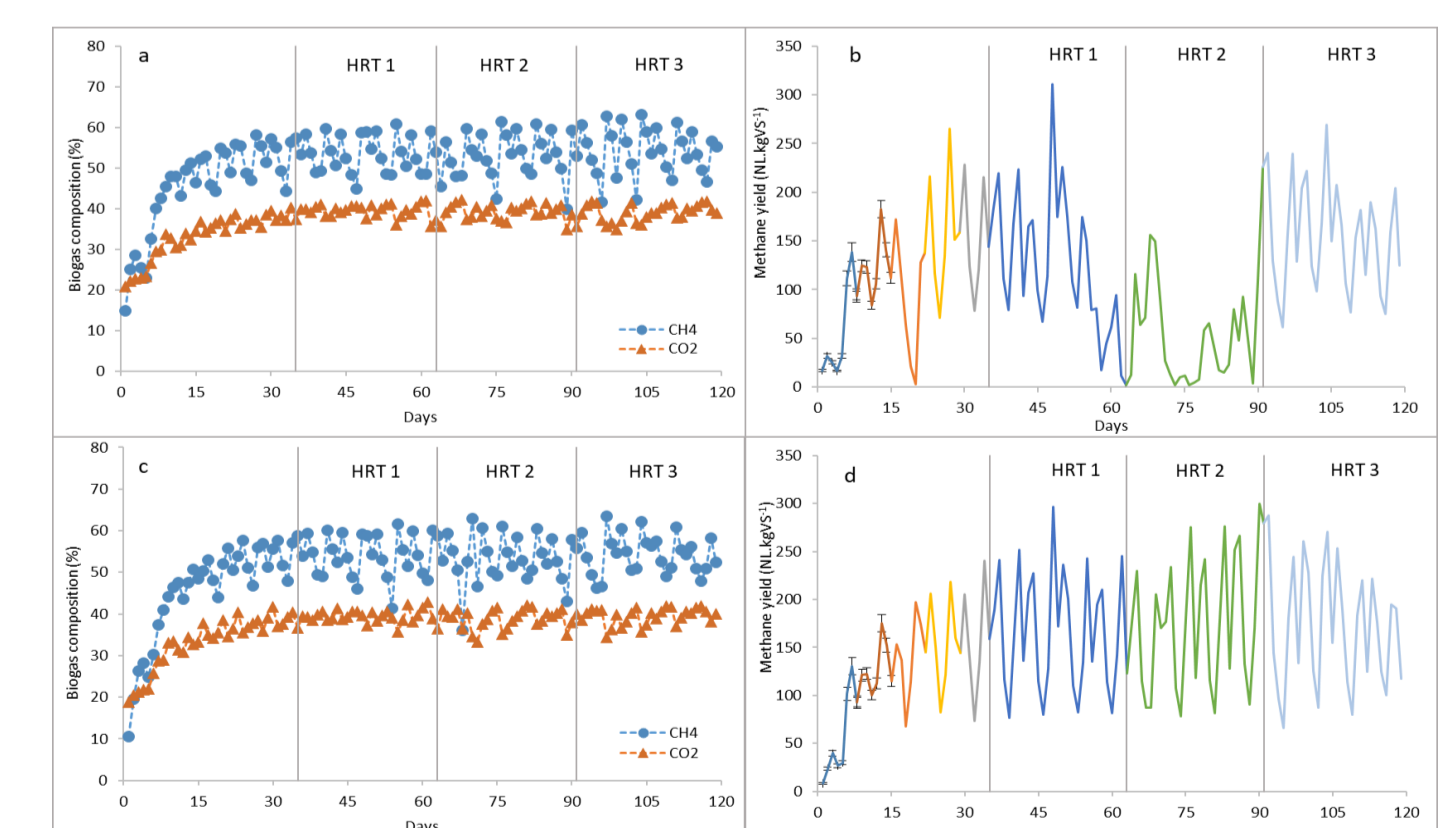 a
HRT 1
HRT 2
HRT 3
Biogas composition (%)
80
70
60
50
40
30
20
10
0
CH4
CO2
0 15 30 45 60 75 90 105 119
Days
b
HRT 1
HRT 2
HRT 3
Methane yield (NL.kgVS⁻¹)
350
300
250
200
150
100
50
0
0 15 30 45 60 75 90 105 120
Days
c
HRT 1
HRT 2
HRT 3
Biogas composition (%)
80
70
60
50
40
30
20
10
0
CH4
CO2
0 15 30 45 60 75 90 105 119
Days
d
HRT 1
HRT 2
HRT 3
Methane yield (NL.kgVS⁻¹)
350
300
250
200
150
100
50
0
0 15 30 45 60 75 90 105 120